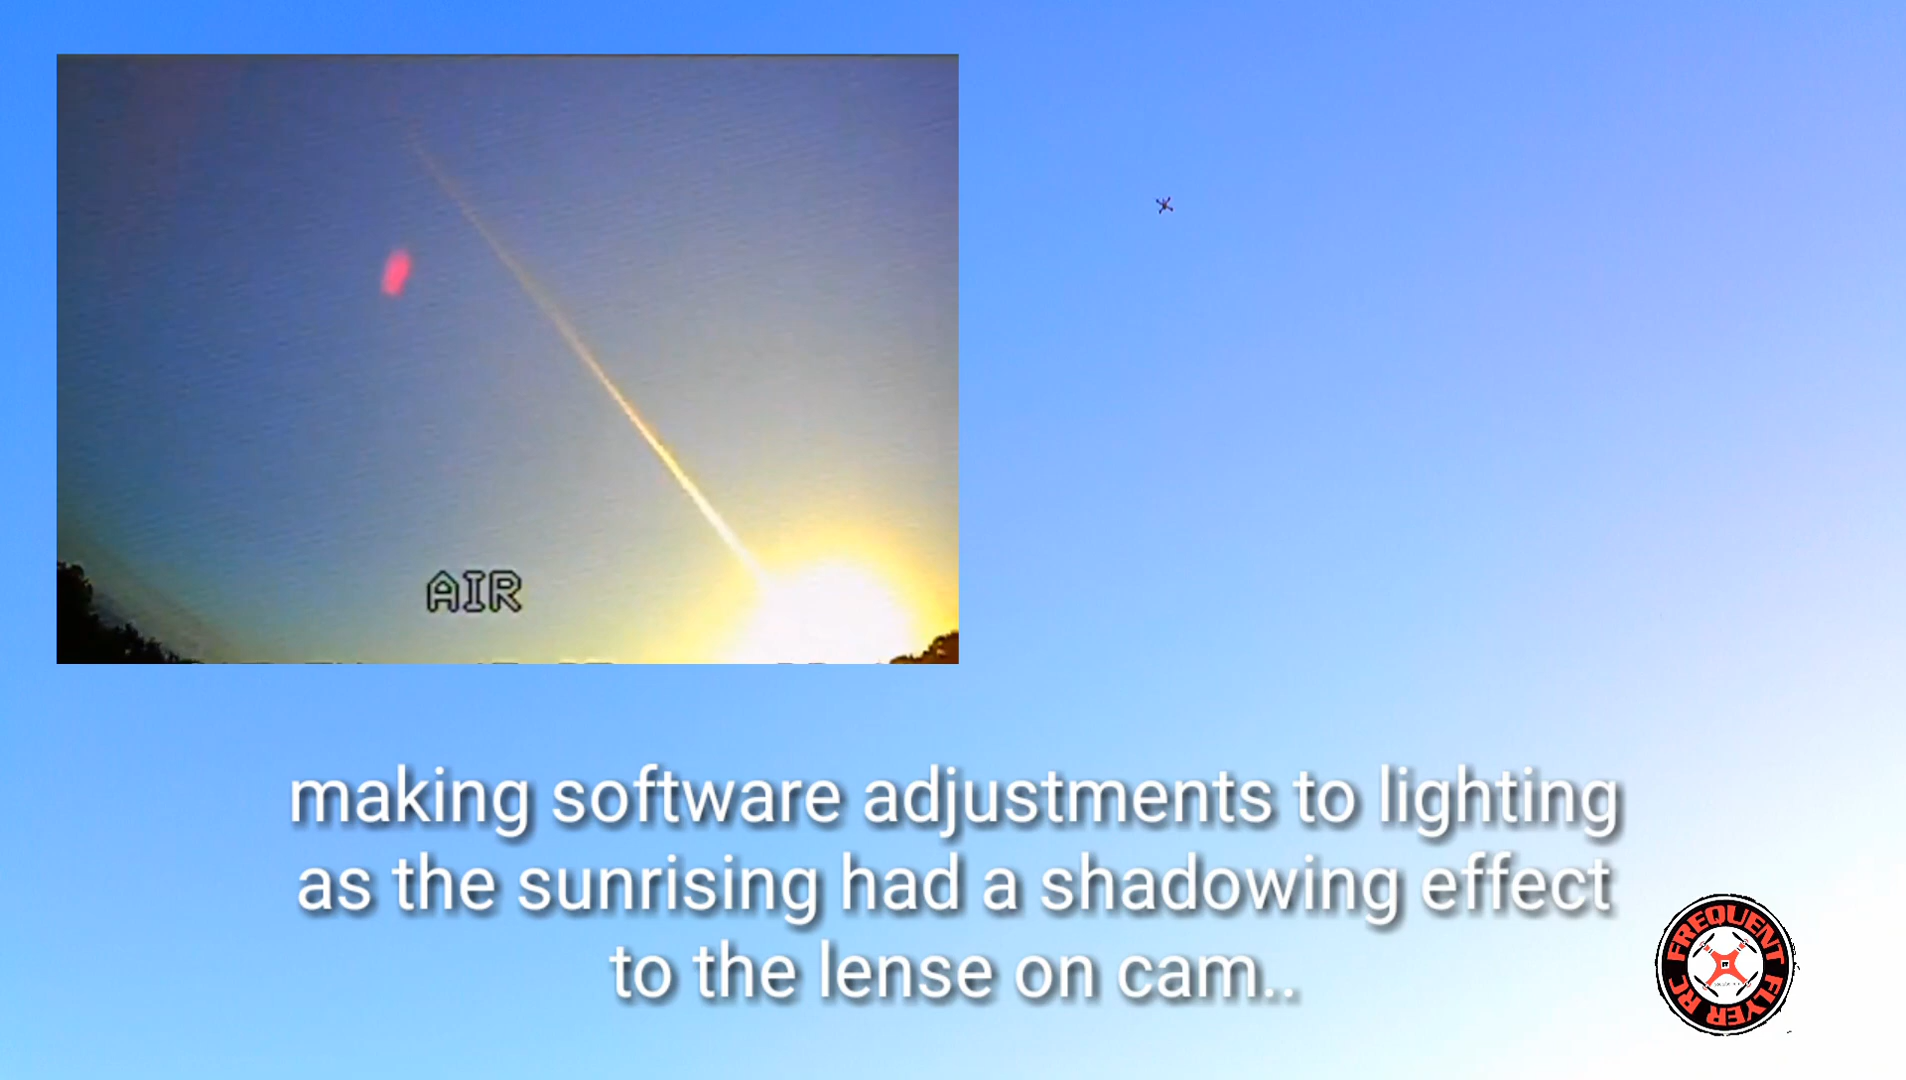 AIR
making software adjustments to lighting
as the sunrising had a shadowing effect
to the lense on cam..
FREQUENT FLYER RC